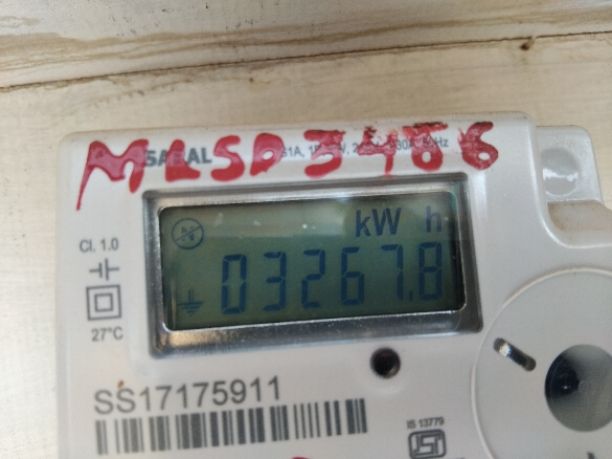 MLSD3486
Cl. 1.0
kW h
03267.8
27°C
SS17175911
IS 13779